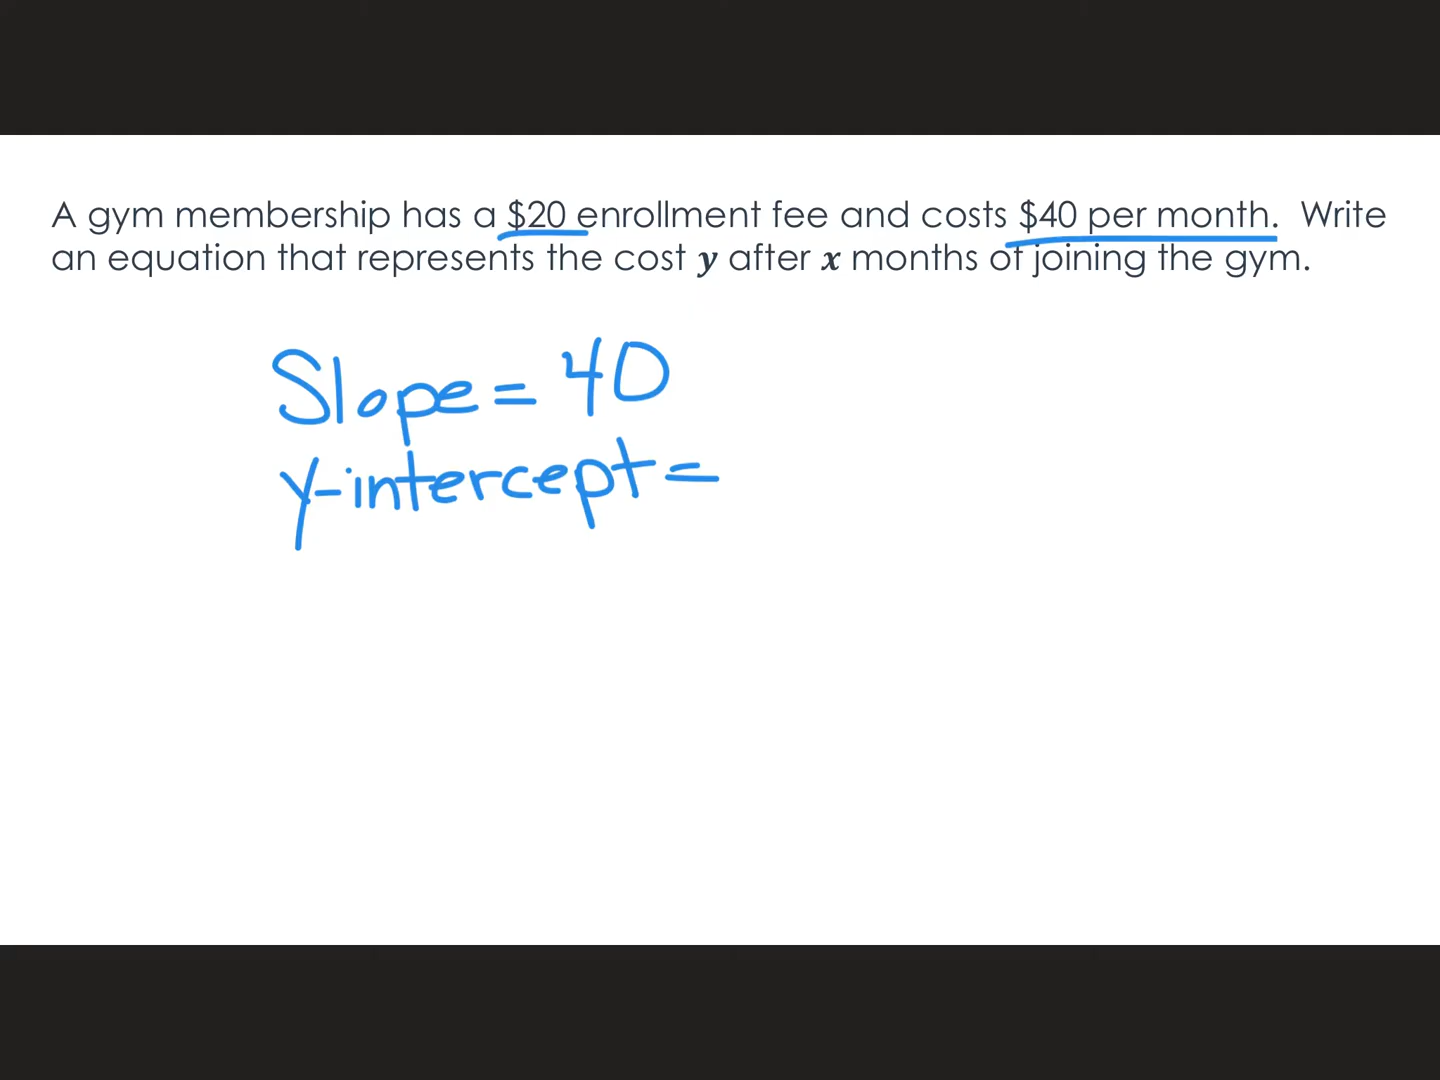 A gym membership has a $20 enrollment fee and costs $40 per month. Write
an equation that represents the cost y after x months of joining the gym.
Slope = 40
y-intercept =